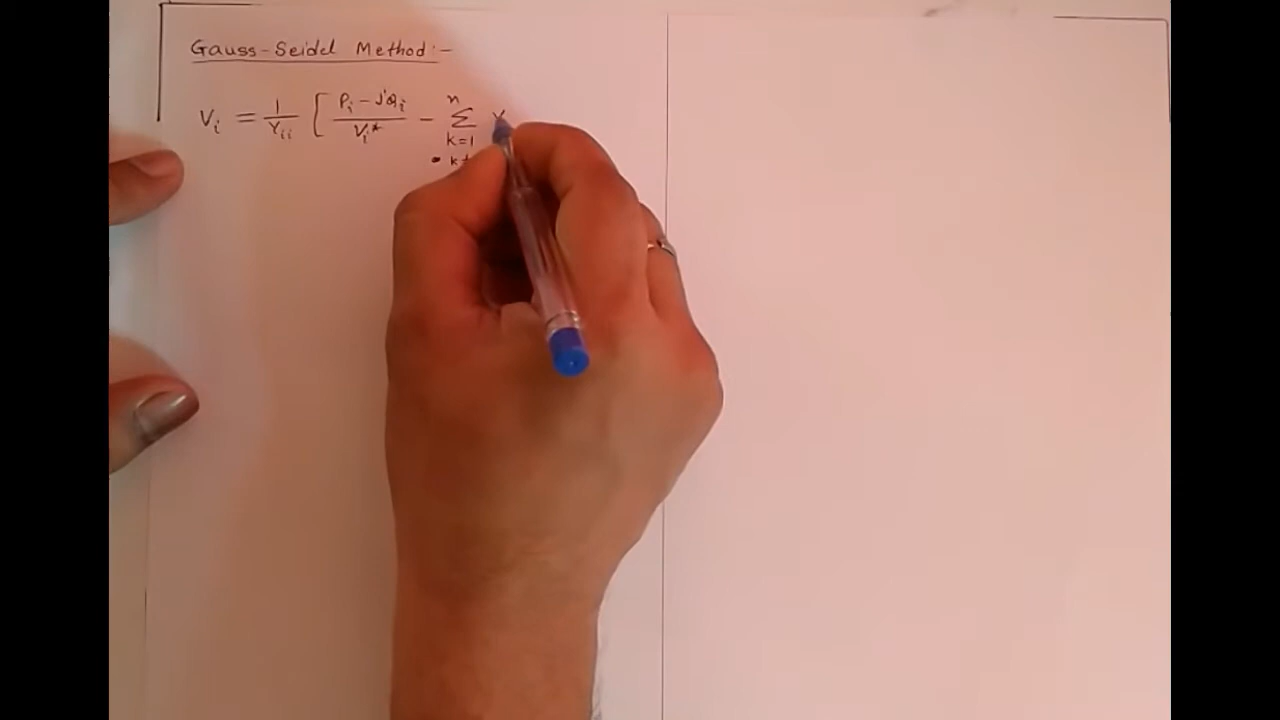 Gauss-Seidel Method:-
Vi = 1/Yii [ Pi - jQi / Vi* - Σ n k=1 k≠ Y